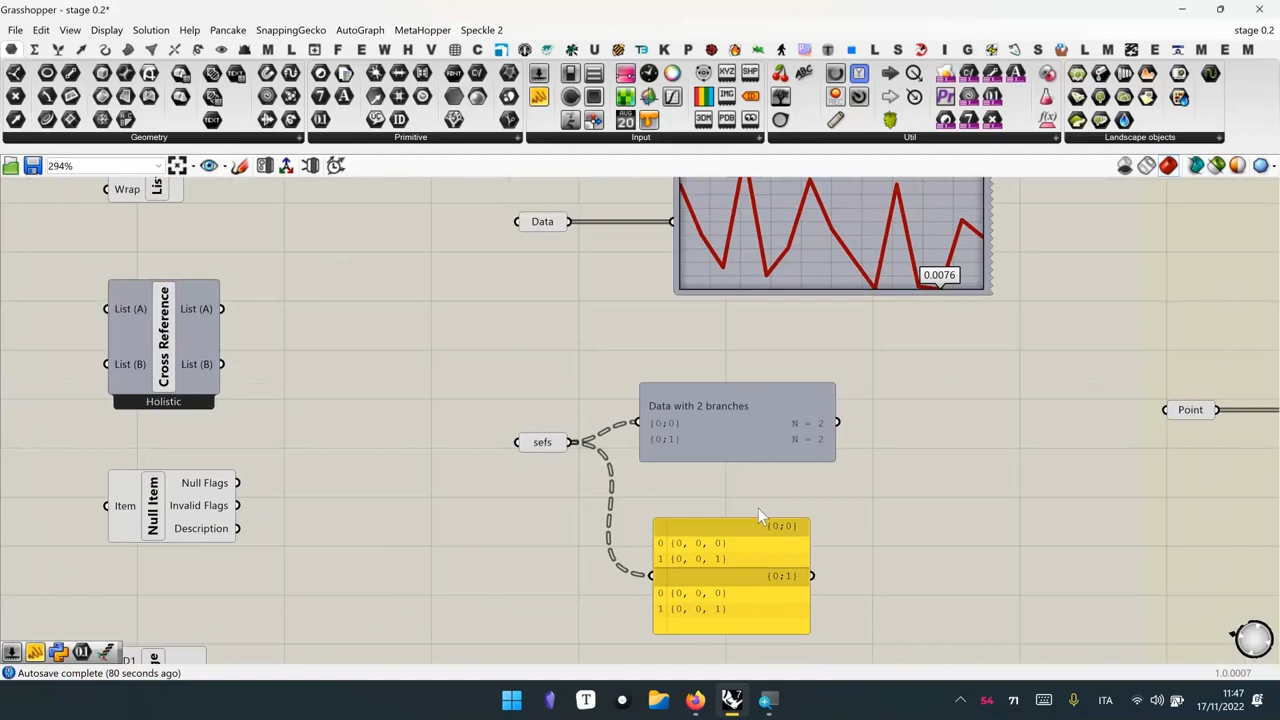 Grasshopper - stage 0.2*
File Edit View Display Solution Help Pancake SnappingGecko AutoGraph MetaHopper Speckle 2
stage 0.2
Geometry
Primitive
Input
Util
Landscape objects
294%
Wrap
Data
0.0076
List (A)
List (B)
Cross Reference
List (A)
List (B)
Holistic
Data with 2 branches
{0;0} N = 2
{0;1} N = 2
sefs
Point
Item
Null Item
Null Flags
Invalid Flags
Description
{0;0}
0 {0, 0, 0}
1 {0, 0, 1}
{0;1}
0 {0, 0, 0}
1 {0, 0, 1}
D1
Autosave complete (80 seconds ago)
1.0.0007
54 71 ITA
11:47
17/11/2022